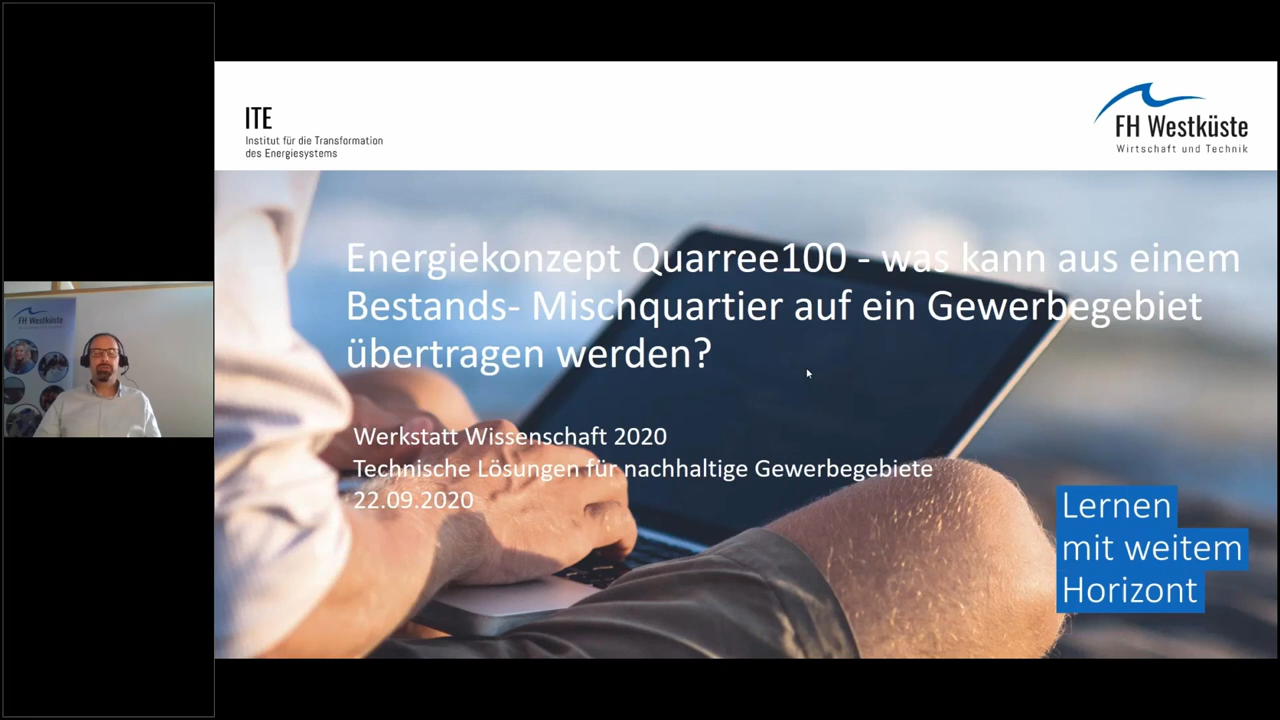 ITE
Institut für die Transformation
des Energiesystems
FH Westküste
Wirtschaft und Technik
Energiekonzept Quarree100 - was kann aus einem
Bestands- Mischquartier auf ein Gewerbegebiet
übertragen werden?
Werkstatt Wissenschaft 2020
Technische Lösungen für nachhaltige Gewerbegebiete
22.09.2020
Lernen
mit weitem
Horizont
FH Westküste